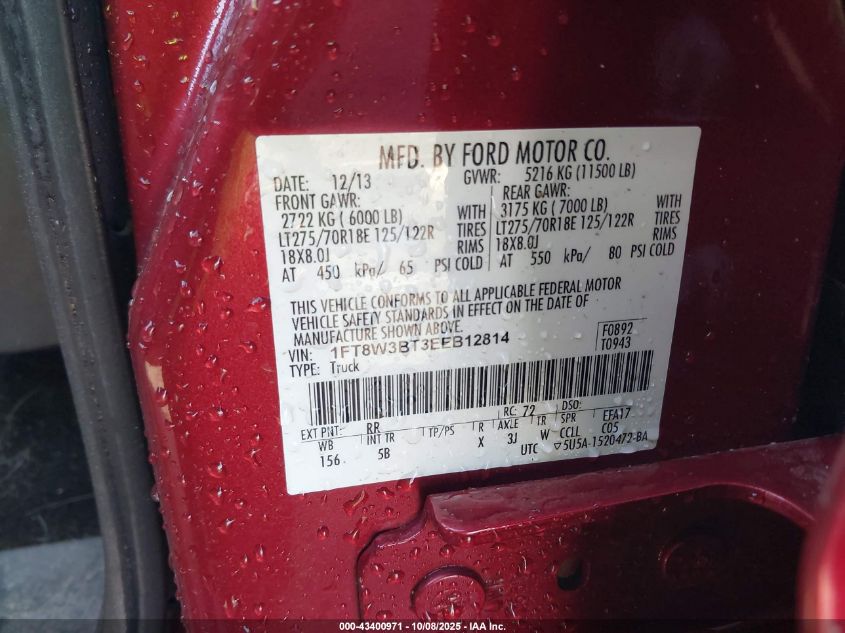 MFD. BY FORD MOTOR CO.
DATE: 12/13 GVWR: 5216 KG (11500 LB)
FRONT GAWR: REAR GAWR:
2722 KG ( 6000 LB) WITH 3175 KG ( 7000 LB) WITH
LT275/70R18E 125/122R TIRES LT275/70R18E 125/122R TIRES
18X8.0J RIMS 18X8.0J RIMS
AT 450 kPa/ 65 PSI COLD AT 550 kPa/ 80 PSI COLD
THIS VEHICLE CONFORMS TO ALL APPLICABLE FEDERAL MOTOR
VEHICLE SAFETY STANDARDS IN EFFECT ON THE DATE OF
MANUFACTURE SHOWN ABOVE.
VIN: 1FT8W3BT3EEB12814 F0892
TYPE: Truck T0943
EXT PNT: RR RC: 72 DSO:
WB INT TR TP/PS R AXLE TR SPR EFA17
156 5B X 3J W CCLL C05
UTC ▽5U5A-1520472-BA
000-43400971 - 10/08/2025 - IAA, Inc.